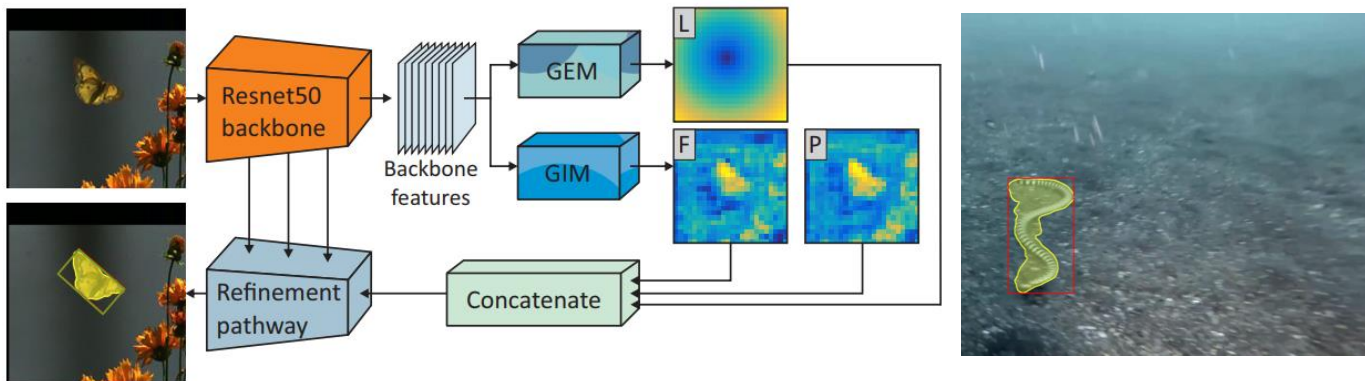 Resnet50
backbone
Backbone
features
GEM
GIM
L
F
P
Concatenate
Refinement
pathway